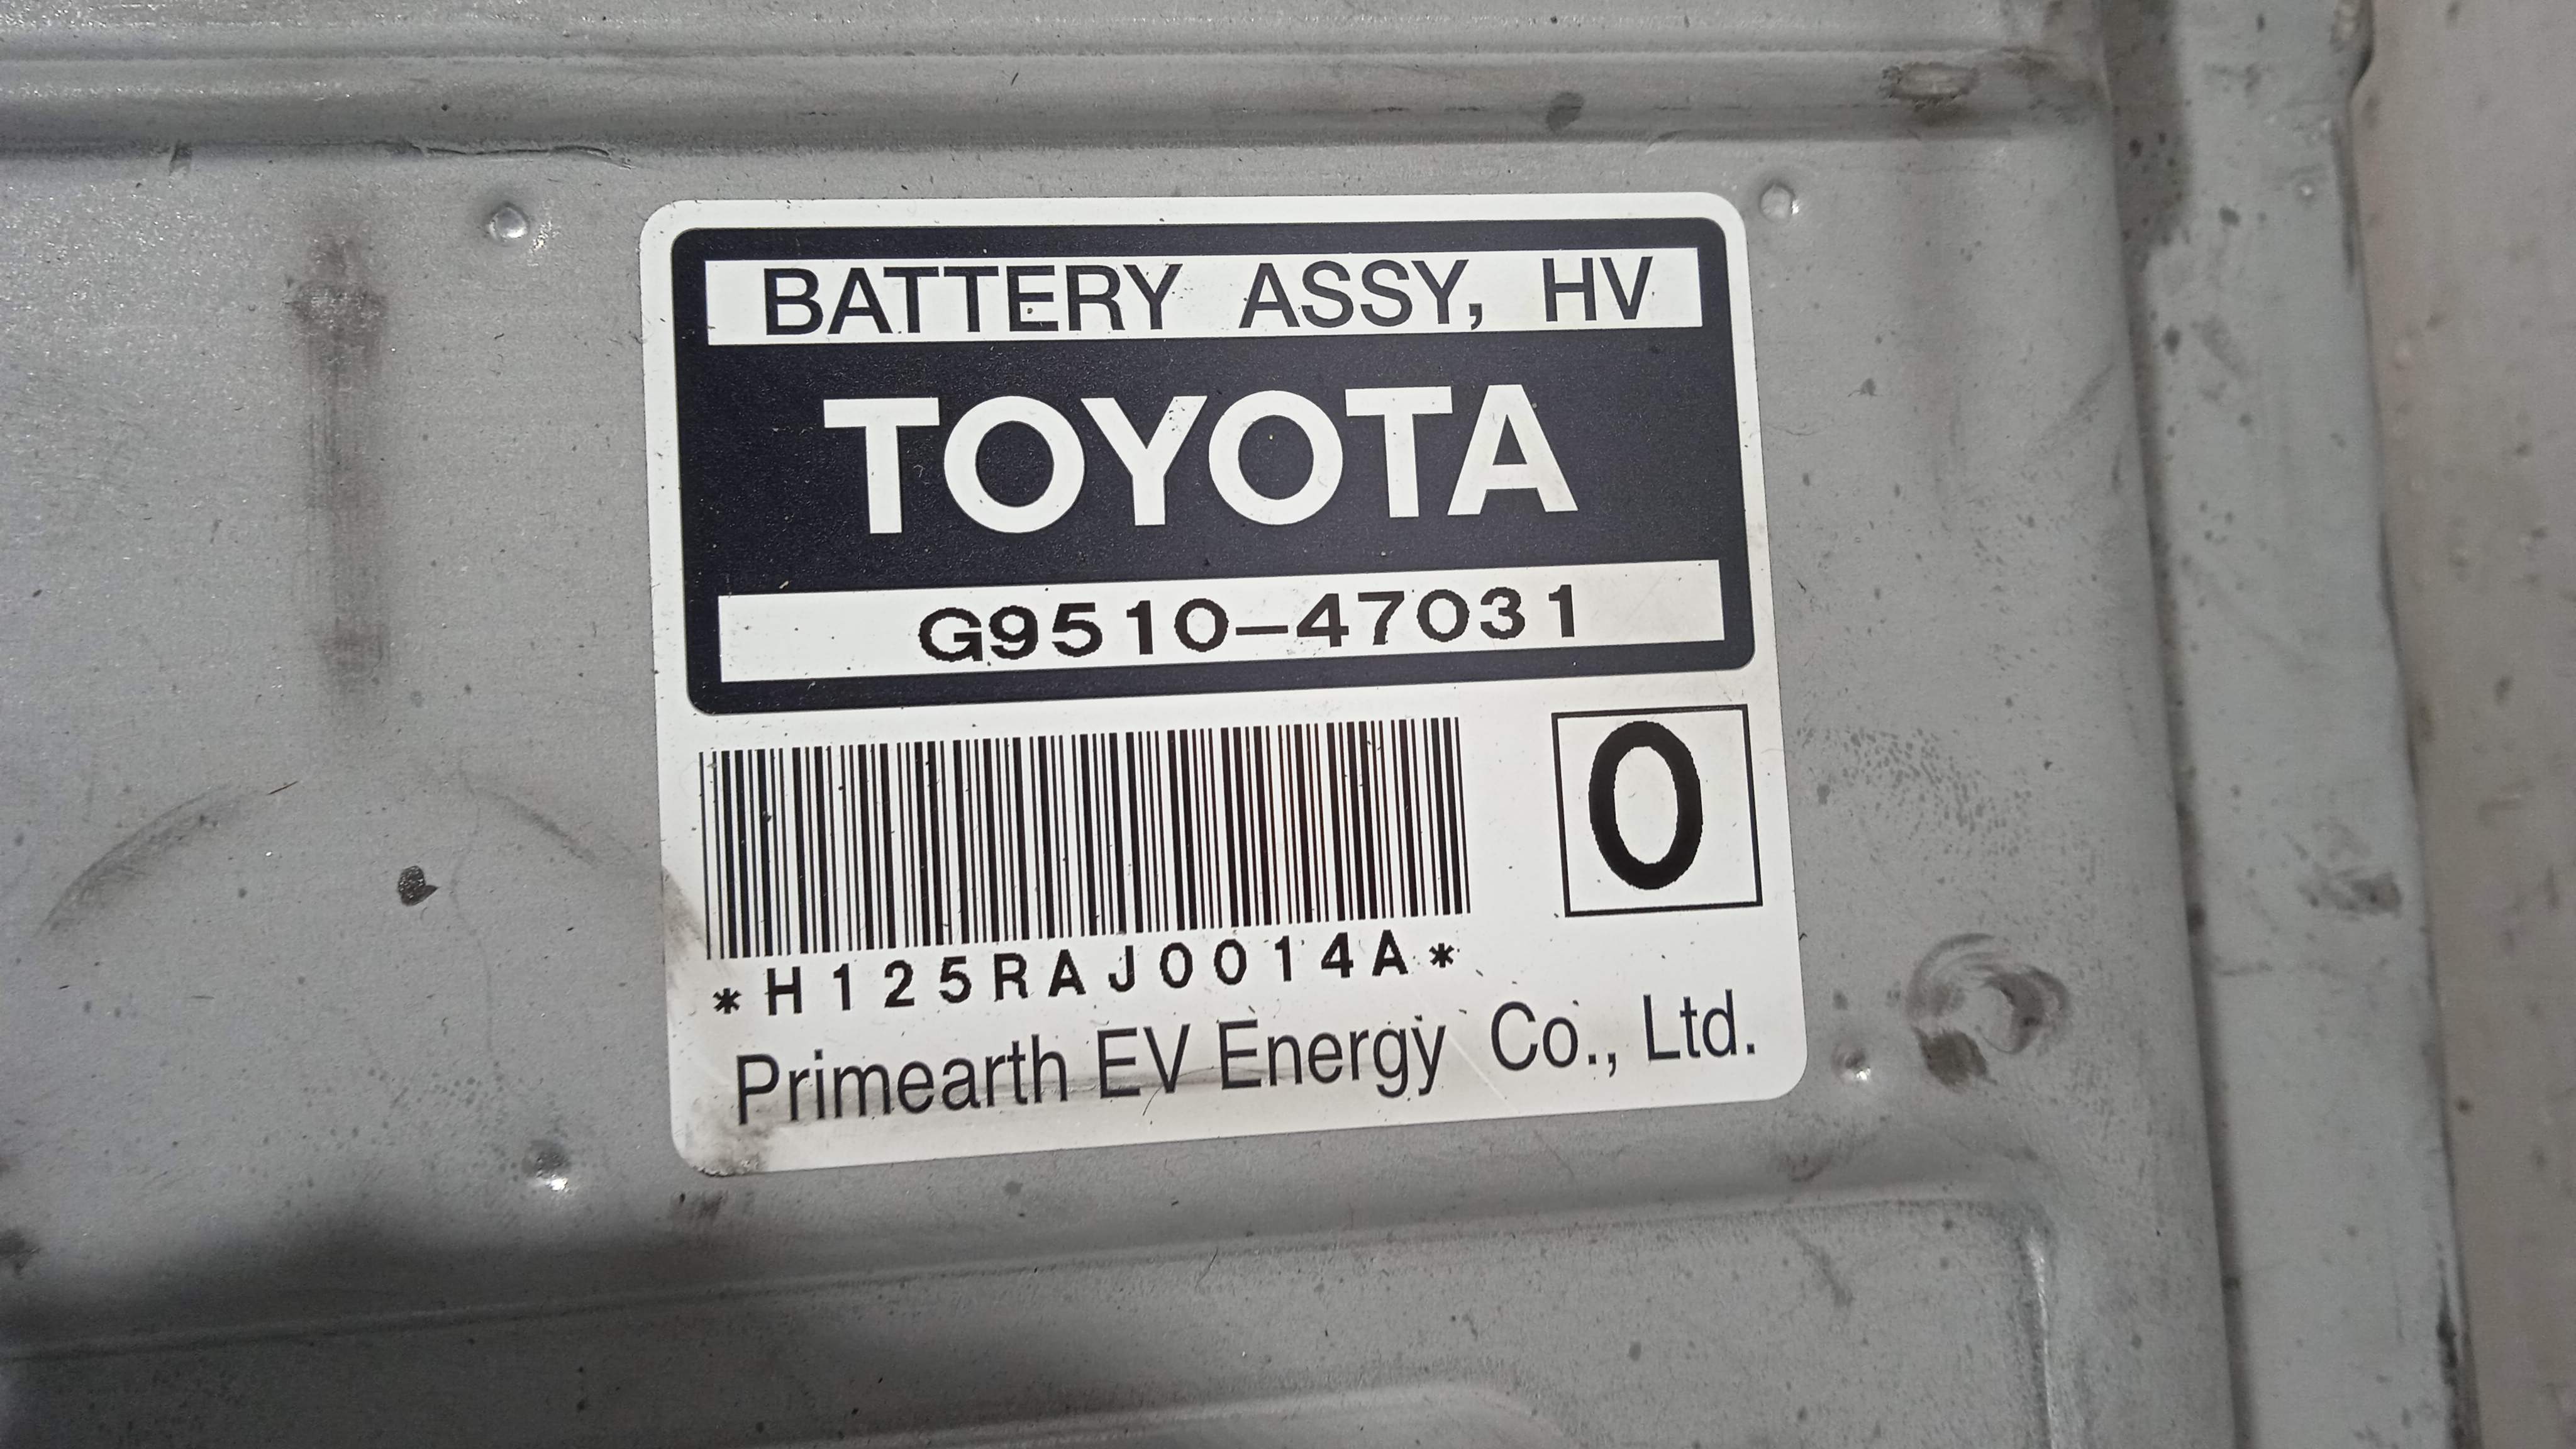 BATTERY ASSY, HV
TOYOTA
G9510-47031
0
*H125RAJ0014A*
Primearth EV Energy Co., Ltd.